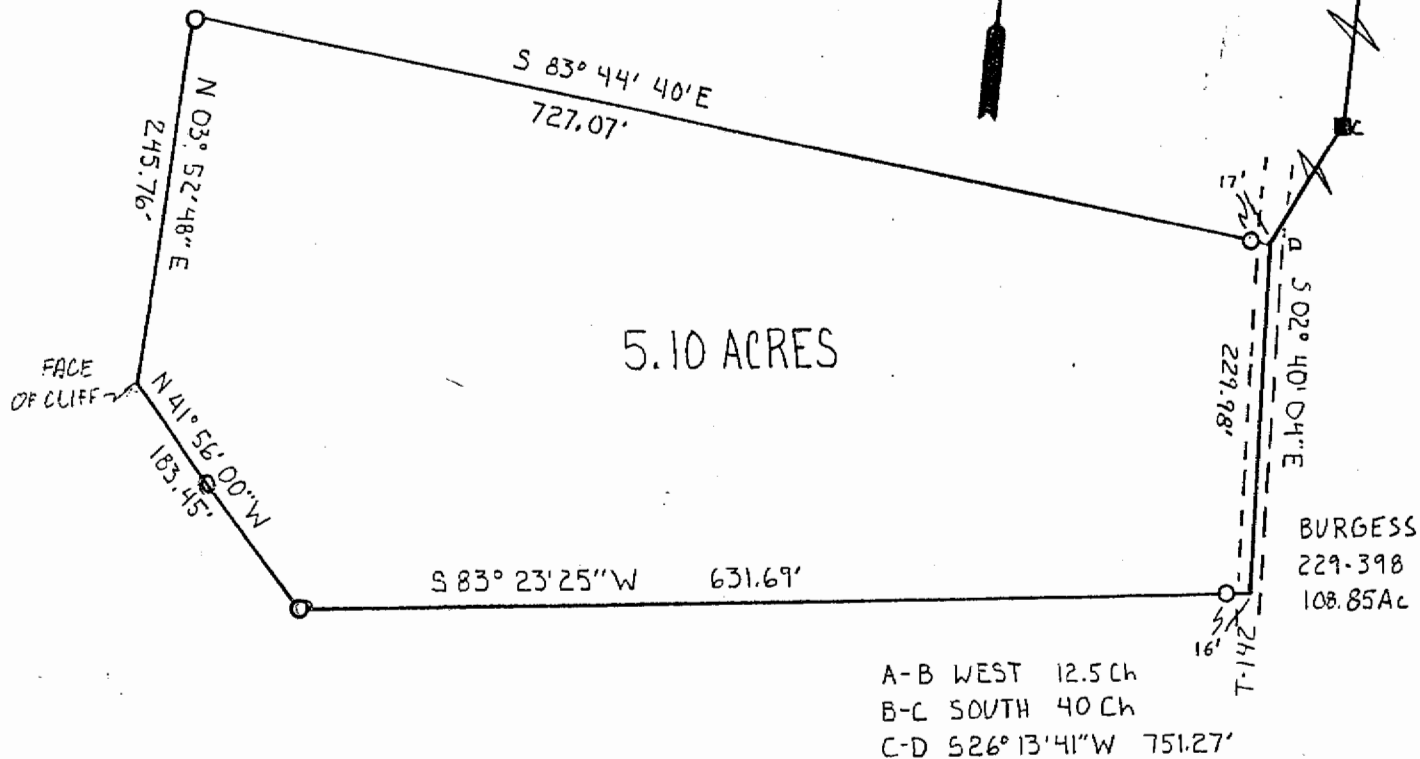 S 83° 44' 40' E
727.07'
N 03° 52' 48" E
245.76'
C
17'
D
S 02° 40' 04" E
229.98'
5.10 ACRES
FACE
OF CLIFF
N 41° 56' 00" W
183.45'
S 83° 23' 25" W 631.69'
BURGESS
229-398
108.85Ac
16'
T-142
A-B WEST 12.5 Ch
B-C SOUTH 40 Ch
C-D S26° 13' 41" W 751.27'